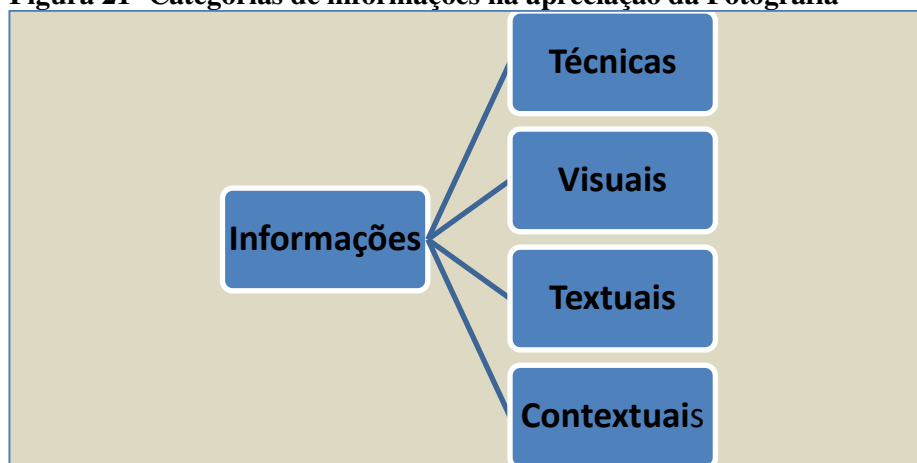 Figura 21- Categorias de informações na apreciação da Fotografia
Técnicas
Visuais
Informações
Textuais
Contextuais